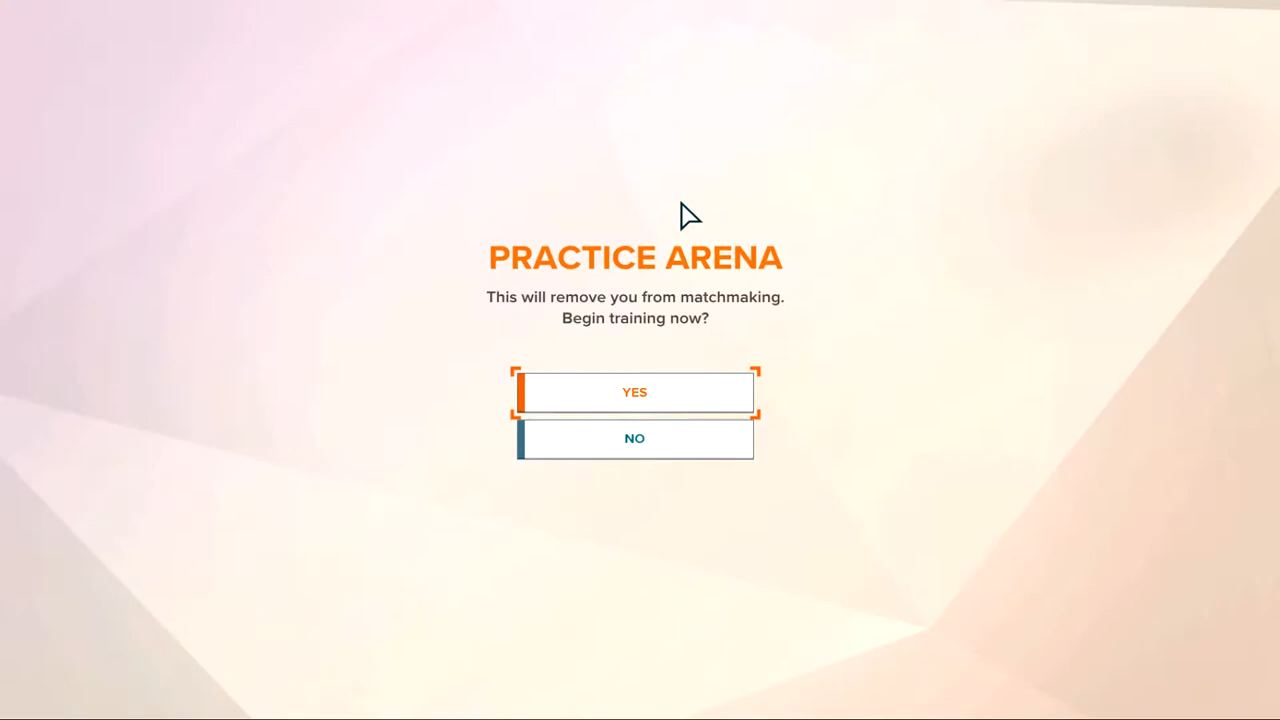 PRACTICE ARENA
This will remove you from matchmaking.
Begin training now?
YES
NO